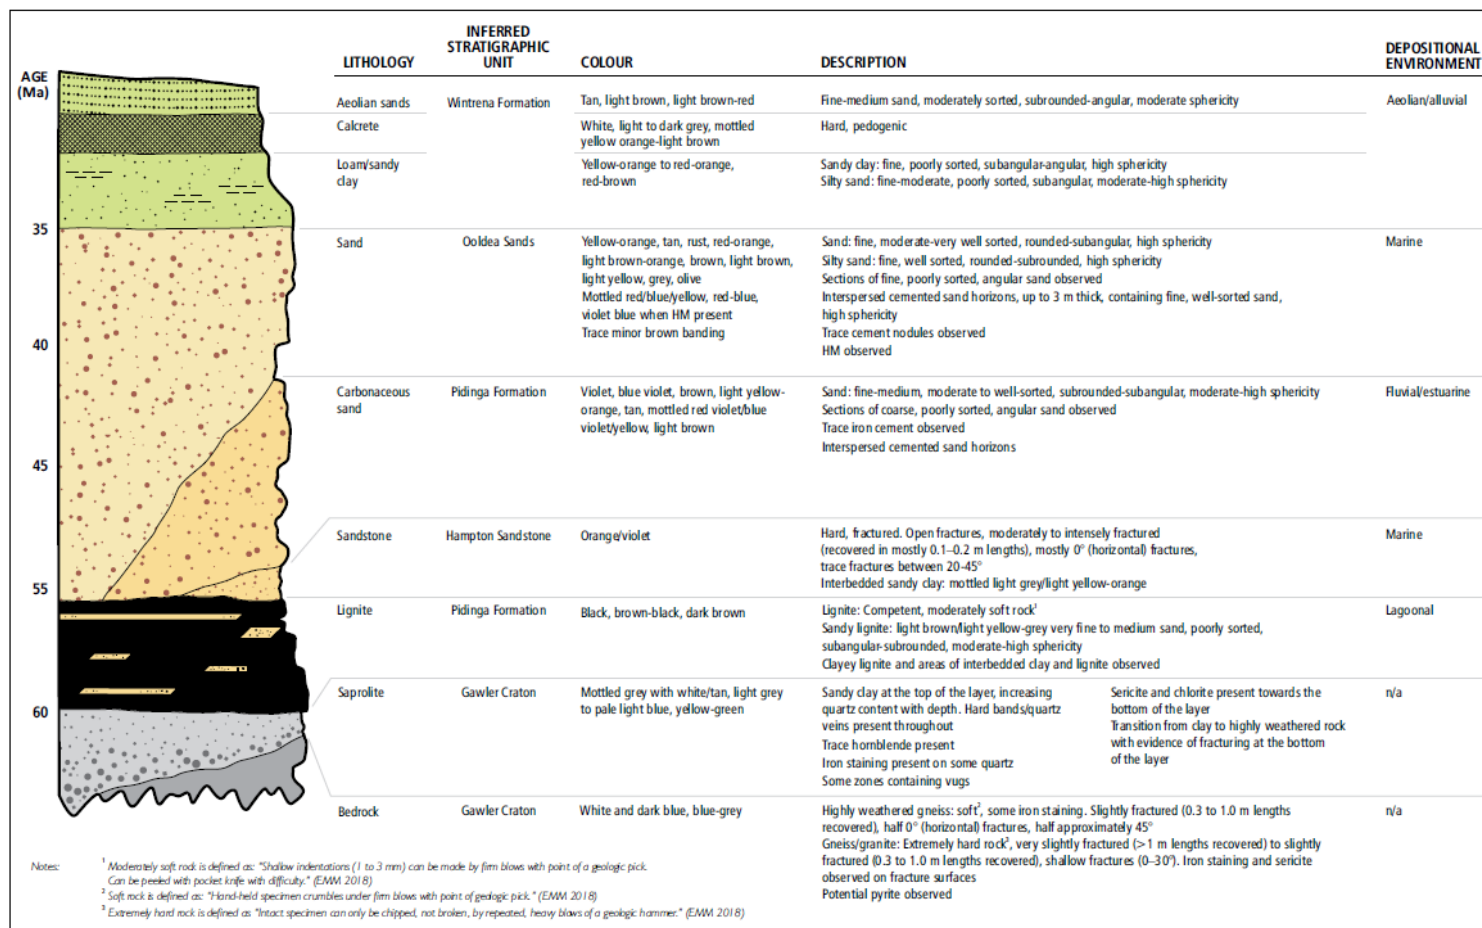 AGE
(Ma)
LITHOLOGY
INFERRED
STRATIGRAPHIC
UNIT
COLOUR
DESCRIPTION
DEPOSITIONAL
ENVIRONMENT
Aeolian sands
Wintrena Formation
Tan, light brown, light brown-red
Fine-medium sand, moderately sorted, subrounded-angular, moderate sphericity
Aeolian/alluvial
Calcrete
White, light to dark grey, mottled
yellow orange-light brown
Hard, pedogenic
Loam/sandy
clay
Yellow-orange to red-orange,
red-brown
Sandy clay: fine, poorly sorted, subangular-angular, high sphericity
Silty sand: fine-moderate, poorly sorted, subangular, moderate-high sphericity
35
Sand
Ooldea Sands
Yellow-orange, tan, rust, red-orange,
light brown-orange, brown, light brown,
light yellow, grey, olive
Mottled red/blue/yellow, red-blue,
violet blue when HM present
Trace minor brown banding
Sand: fine, moderate-very well sorted, rounded-subangular, high sphericity
Silty sand: fine, well sorted, rounded-subrounded, high sphericity
Sections of fine, poorly sorted, angular sand observed
Interspersed cemented sand horizons, up to 3 m thick, containing fine, well-sorted sand,
high sphericity
Trace cement nodules observed
HM observed
Marine
40
Carbonaceous
sand
Pidinga Formation
Violet, blue violet, brown, light yellow-
orange, tan, mottled red violet/blue
violet/yellow, light brown
Sand: fine-medium, moderate to well-sorted, subrounded-subangular, moderate-high sphericity
Sections of coarse, poorly sorted, angular sand observed
Trace iron cement observed
Interspersed cemented sand horizons
Fluvial/estuarine
45
Sandstone
Hampton Sandstone
Orange/violet
Hard, fractured. Open fractures, moderately to intensely fractured
(recovered in mostly 0.1–0.2 m lengths), mostly 0° (horizontal) fractures,
trace fractures between 20-45°
Interbedded sandy clay: mottled light grey/light yellow-orange
Marine
55
Lignite
Pidinga Formation
Black, brown-black, dark brown
Lignite: Competent, moderately soft rock¹
Sandy lignite: light brown/light yellow-grey very fine to medium sand, poorly sorted,
subangular-subrounded, moderate-high sphericity
Clayey lignite and areas of interbedded clay and lignite observed
Lagoonal
60
Saprolite
Gawler Craton
Mottled grey with white/tan, light grey
to pale light blue, yellow-green
Sandy clay at the top of the layer, increasing
quartz content with depth. Hard bands/quartz
veins present throughout
Trace hornblende present
Iron staining present on some quartz
Some zones containing vugs
Sericite and chlorite present towards the
bottom of the layer
Transition from clay to highly weathered rock
with evidence of fracturing at the bottom
of the layer
n/a
Bedrock
Gawler Craton
White and dark blue, blue-grey
Highly weathered gneiss: soft², some iron staining. Slightly fractured (0.3 to 1.0 m lengths
recovered), half 0° (horizontal) fractures, half approximately 45°
Gneiss/granite: Extremely hard rock³, very slightly fractured (>1 m lengths recovered) to slightly
fractured (0.3 to 1.0 m lengths recovered), shallow fractures (0–30°). Iron staining and sericite
observed on fracture surfaces
Potential pyrite observed
n/a
Notes:
¹ Moderately soft rock is defined as: "Shallow indentations (1 to 3 mm) can be made by firm blows with point of a geologic pick.
Can be peeled with pocket knife with difficulty." (EMM 2018)
² Soft rock is defined as: "Hand-held specimen crumbles under firm blows with point of geologic pick." (EMM 2018)
³ Extremely hard rock is defined as "Intact specimen can only be chipped, not broken, by repeated, heavy blows of a geologic hammer." (EMM 2018)